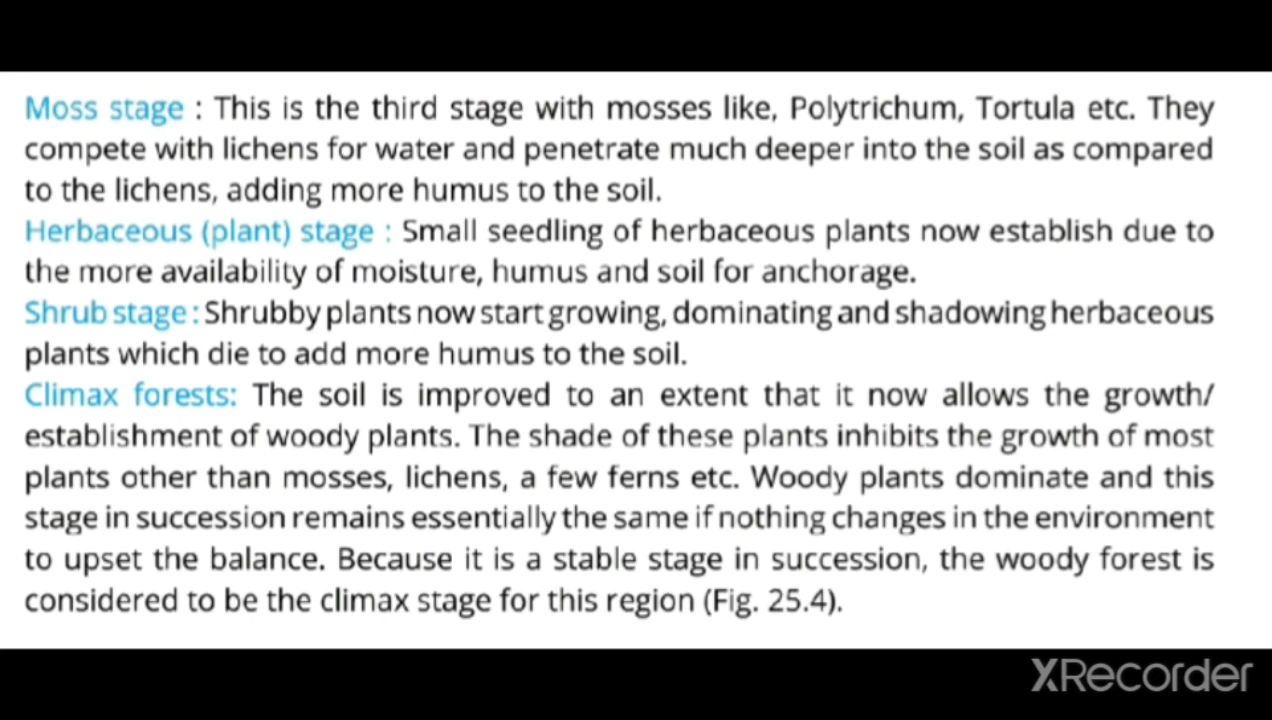 Moss stage : This is the third stage with mosses like, Polytrichum, Tortula etc. They
compete with lichens for water and penetrate much deeper into the soil as compared
to the lichens, adding more humus to the soil.
Herbaceous (plant) stage : Small seedling of herbaceous plants now establish due to
the more availability of moisture, humus and soil for anchorage.
Shrub stage : Shrubby plants now start growing, dominating and shadowing herbaceous
plants which die to add more humus to the soil.
Climax forests: The soil is improved to an extent that it now allows the growth/
establishment of woody plants. The shade of these plants inhibits the growth of most
plants other than mosses, lichens, a few ferns etc. Woody plants dominate and this
stage in succession remains essentially the same if nothing changes in the environment
to upset the balance. Because it is a stable stage in succession, the woody forest is
considered to be the climax stage for this region (Fig. 25.4).
XRecorder